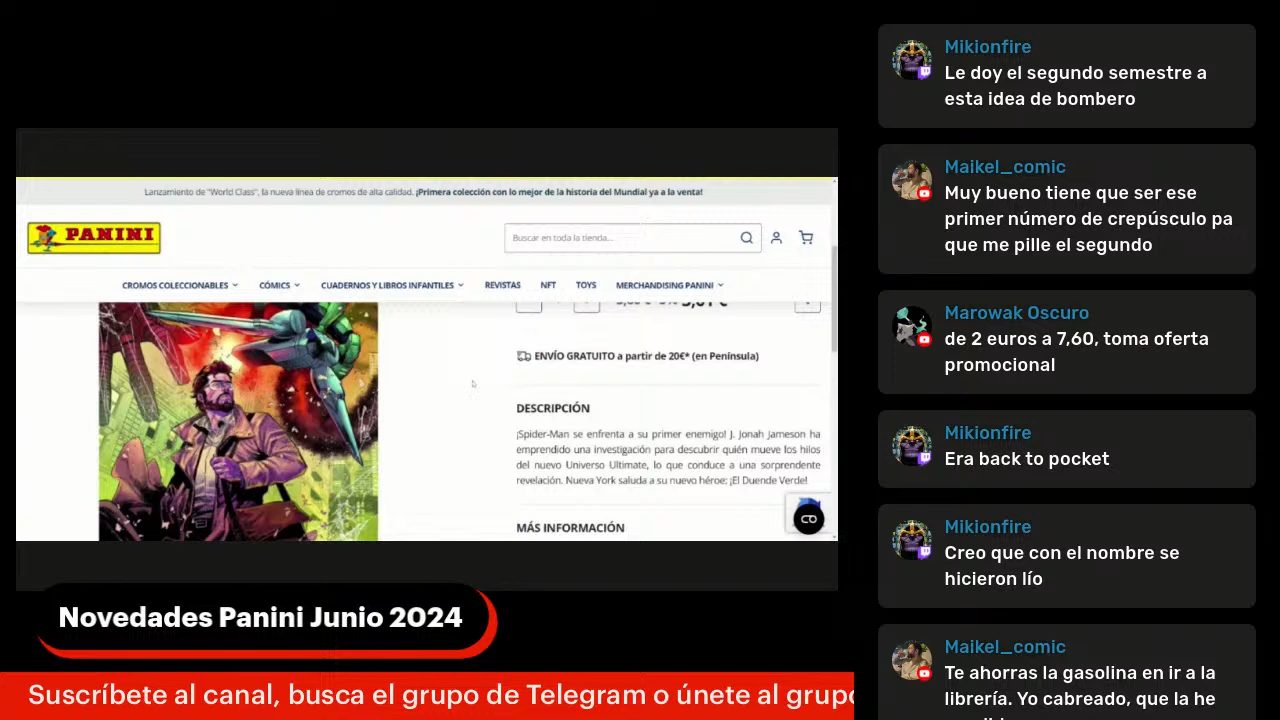 Lanzamiento de "World Class", la nueva línea de cromos de alta calidad. ¡Primera colección con lo mejor de la historia del Mundial ya a la venta!
PANINI
Buscar en toda la tienda...
CROMOS COLECCIONABLES
CÓMICS
CUADERNOS Y LIBROS INFANTILES
REVISTAS
NFT
TOYS
MERCHANDISING PANINI
ENVÍO GRATUITO a partir de 20€* (en Península)
DESCRIPCIÓN
¡Spider-Man se enfrenta a su primer enemigo! J. Jonah Jameson ha
emprendido una investigación para descubrir quién mueve los hilos
del nuevo Universo Ultimate, lo que conduce a una sorprendente
revelación. Nueva York saluda a su nuevo héroe: ¡El Duende Verde!
MÁS INFORMACIÓN
Novedades Panini Junio 2024
Suscríbete al canal, busca el grupo de Telegram o únete al grupo
Mikionfire
Le doy el segundo semestre a
esta idea de bombero
Maikel_comic
Muy bueno tiene que ser ese
primer número de crepúsculo pa
que me pille el segundo
Marowak Oscuro
de 2 euros a 7,60, toma oferta
promocional
Mikionfire
Era back to pocket
Mikionfire
Creo que con el nombre se
hicieron lío
Maikel_comic
Te ahorras la gasolina en ir a la
librería. Yo cabreado, que la he